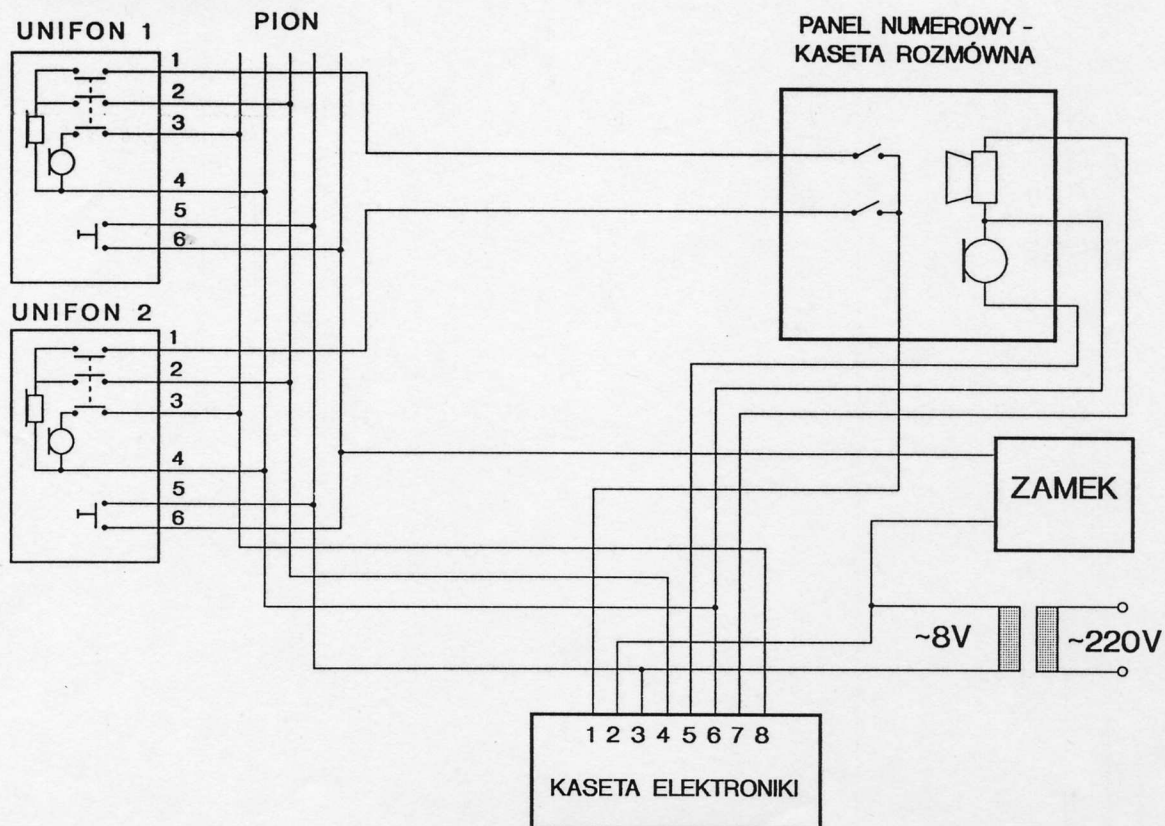 UNIFON 1
PION
PANEL NUMEROWY -
KASETA ROZMÓWNA
1
2
3
4
5
6
UNIFON 2
1
2
3
4
5
6
ZAMEK
~8V
~220V
1 2 3 4 5 6 7 8
KASETA ELEKTRONIKI